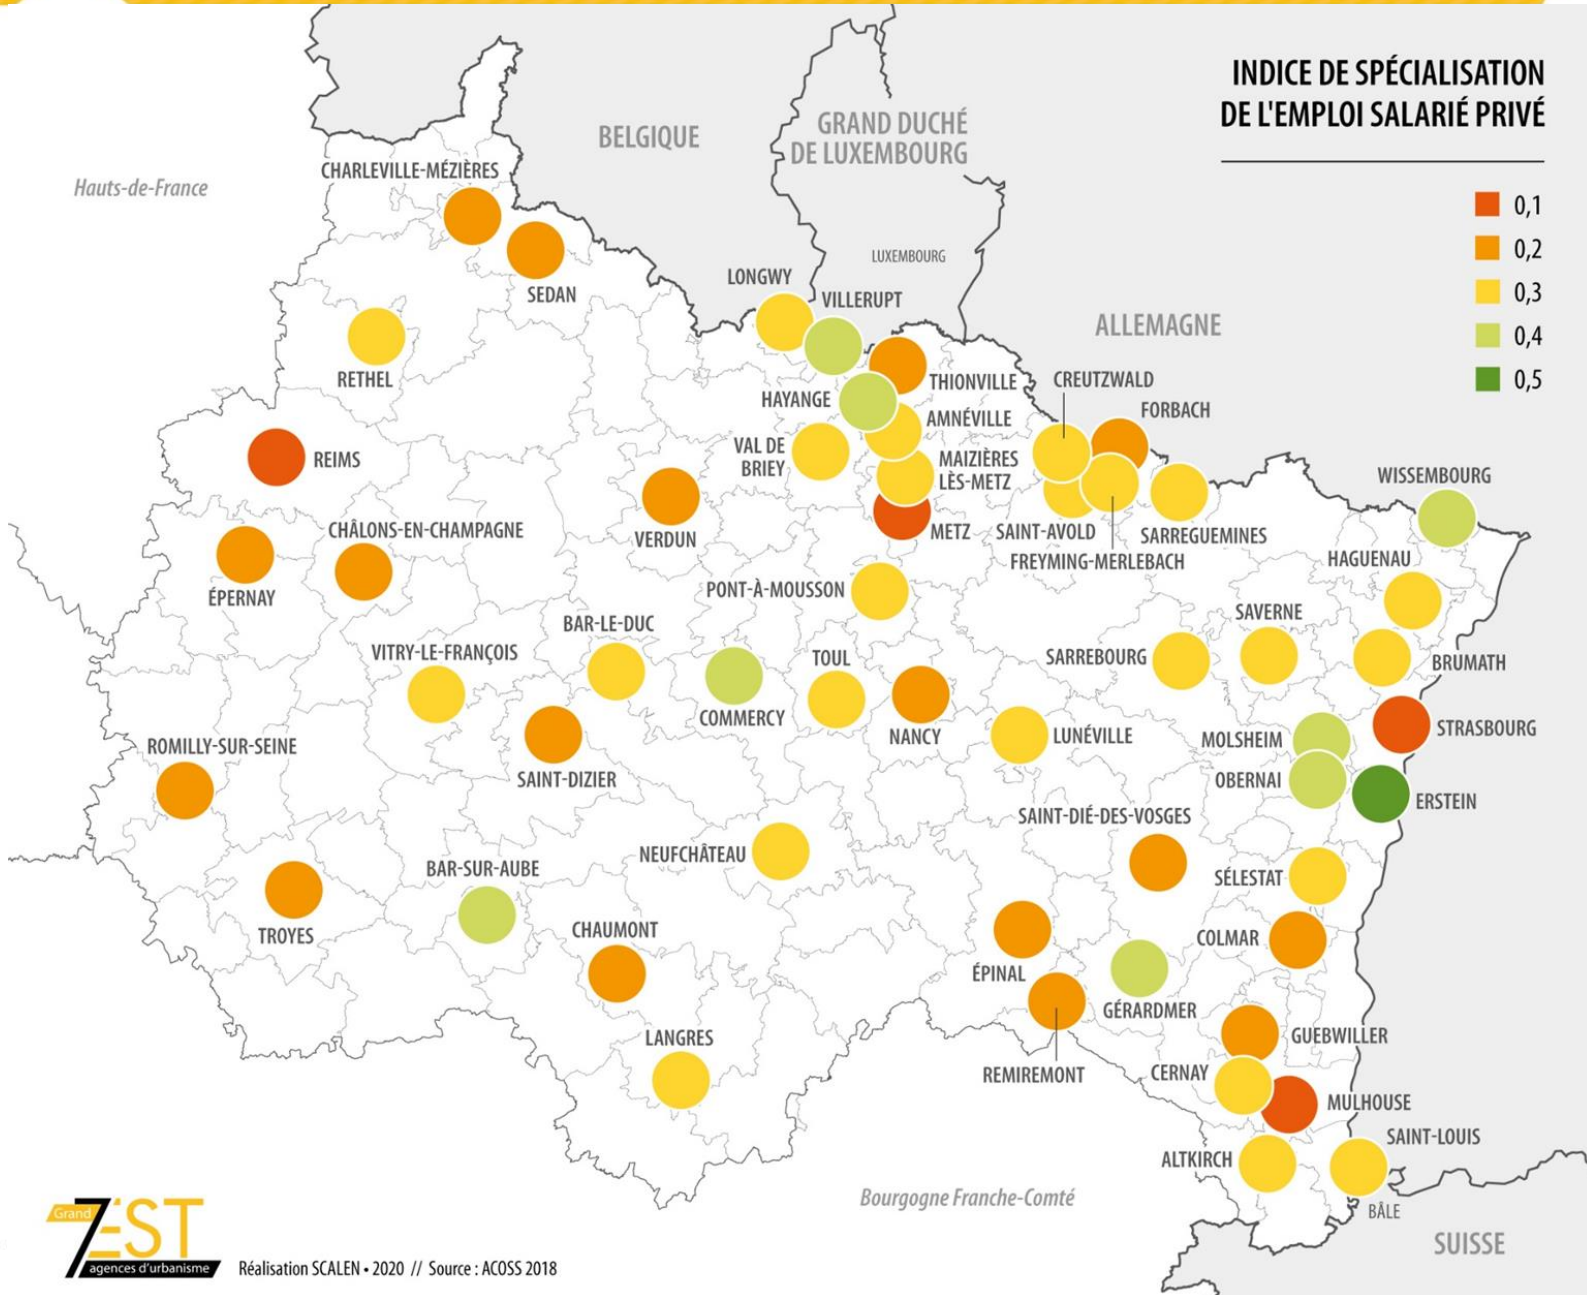 INDICE DE SPÉCIALISATION
DE L'EMPLOI SALARIÉ PRIVÉ
0,1
0,2
0,3
0,4
0,5
BELGIQUE
GRAND DUCHÉ
DE LUXEMBOURG
Hauts-de-France
CHARLEVILLE-MÉZIÈRES
SEDAN
LUXEMBOURG
LONGWY
VILLERUPT
ALLEMAGNE
RETHEL
THIONVILLE
CREUTZWALD
HAYANGE
FORBACH
AMNÉVILLE
VAL DE
BRIEY
MAIZIÈRES
LÈS-METZ
REIMS
WISSEMBOURG
CHÂLONS-EN-CHAMPAGNE
VERDUN
METZ
SAINT-AVOLD
SARREGUEMINES
FREYMING-MERLEBACH
HAGUENAU
ÉPERNAY
PONT-À-MOUSSON
BAR-LE-DUC
SAVERNE
VITRY-LE-FRANÇOIS
TOUL
SARREBOURG
BRUMATH
COMMERCY
NANCY
LUNÉVILLE
MOLSHEIM
STRASBOURG
ROMILLY-SUR-SEINE
SAINT-DIZIER
OBERNAI
ERSTEIN
SAINT-DIÉ-DES-VOSGES
NEUFCHÂTEAU
BAR-SUR-AUBE
SÉLESTAT
TROYES
CHAUMONT
COLMAR
ÉPINAL
GÉRARDMER
LANGRES
GUEBWILLER
REMIREMONT
CERNAY
MULHOUSE
SAINT-LOUIS
ALTKIRCH
Bourgogne Franche-Comté
BÂLE
SUISSE
Grand
7EST
agences d'urbanisme
Réalisation SCALEN • 2020 // Source : ACOSS 2018